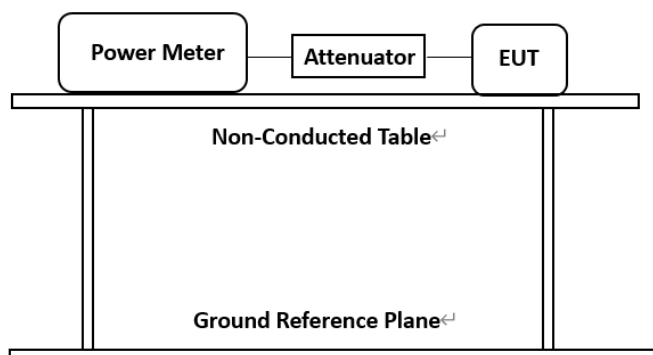 Power Meter Attenuator EUT
Non-Conducted Table↵
Ground Reference Plane↵